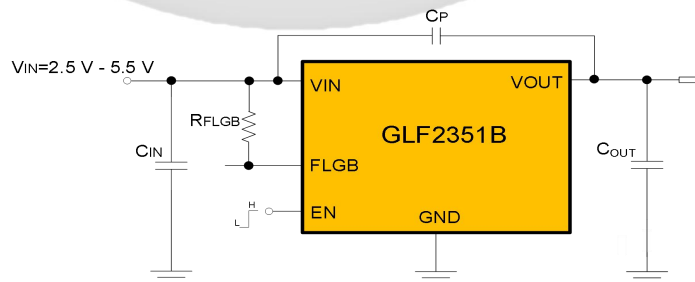 CP
VIN=2.5 V - 5.5 V
VIN
VOUT
RFLGB
GLF2351B
CIN
COUT
FLGB
H
L
EN
GND